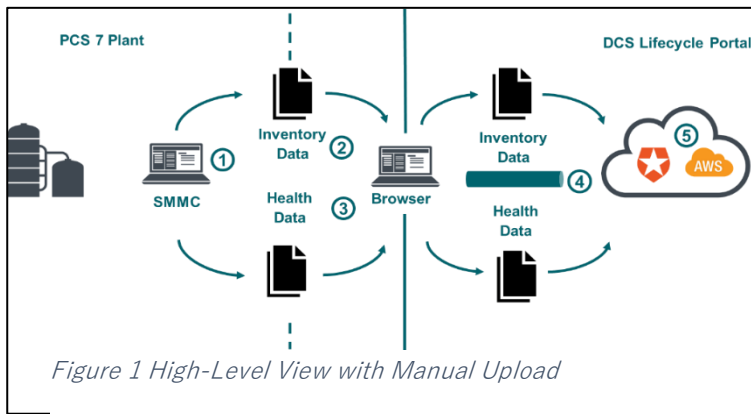 PCS 7 Plant
DCS Lifecycle Portal
Inventory
Data
2
1
SMMC
Health
Data
3
Browser
Inventory
Data
4
Health
Data
5
AWS
Figure 1 High-Level View with Manual Upload